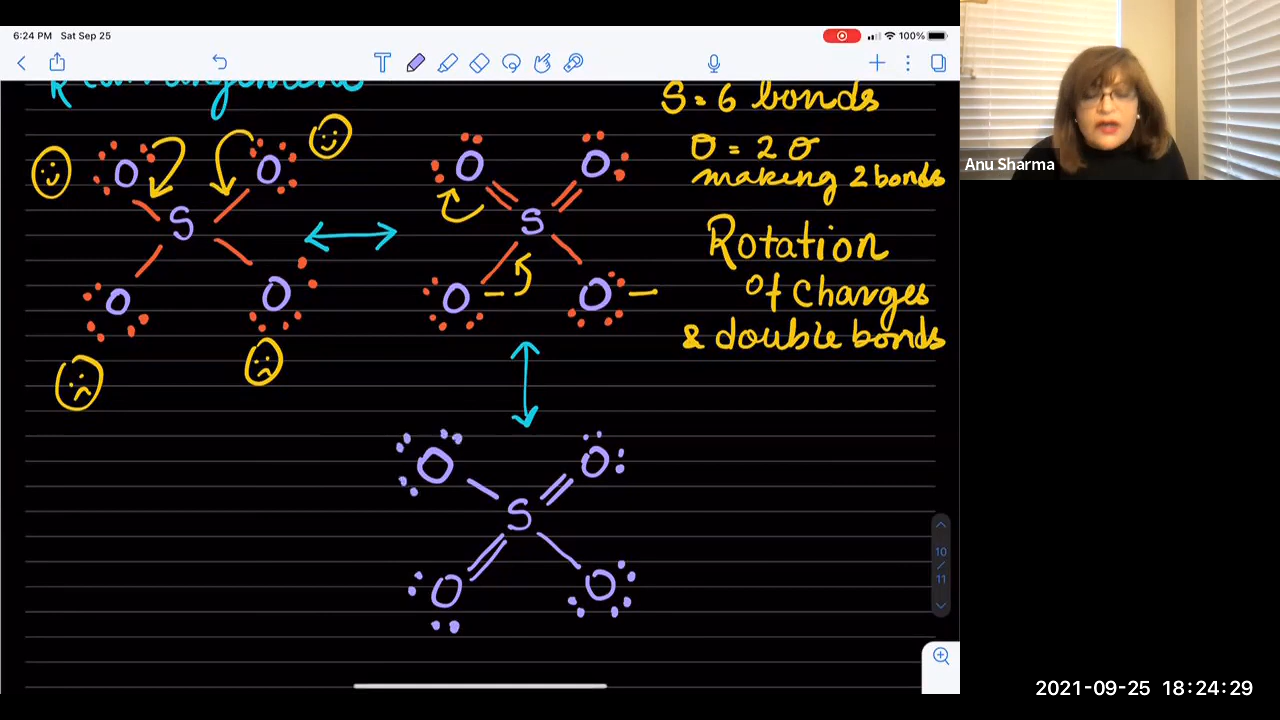 6:24 PM Sat Sep 25
100%
T
Rearrangement
S = 6 bonds
O = 2 O
making 2 bonds
Rotation
Of Charges
& double bonds
O O
S
O O
O O
S
O - O -
O O
S
O O
10
/
11
Anu Sharma
2021-09-25 18:24:29